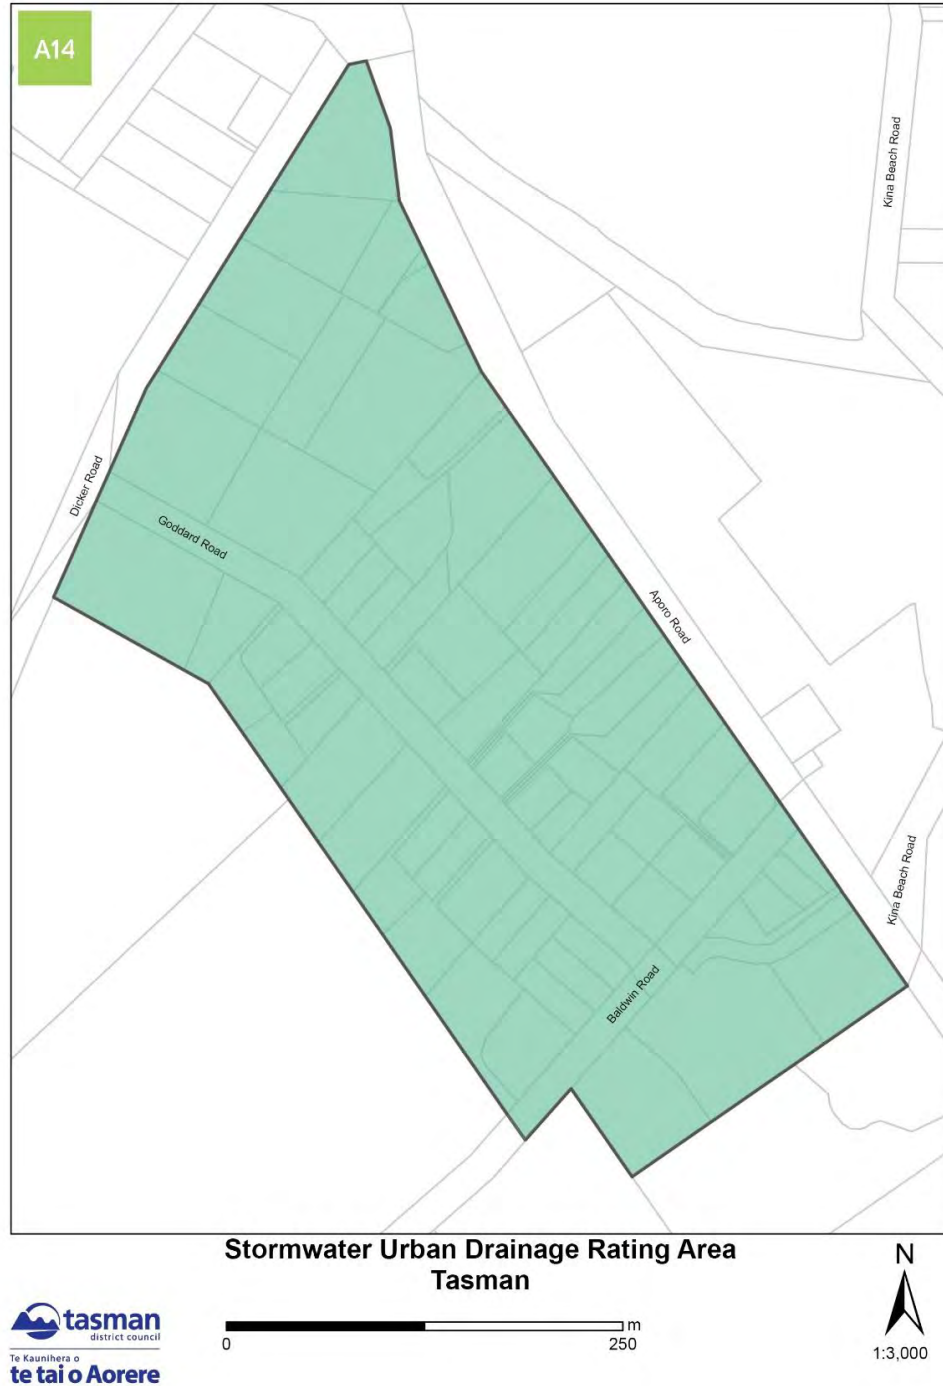 A14
Kina Beach Road
Dicker Road
Goddard Road
Aporo Road
Kina Beach Road
Baldwin Road
Stormwater Urban Drainage Rating Area
Tasman
tasman
district council
Te Kaunihera o
te tai o Aorere
0
250
m
N
1:3,000